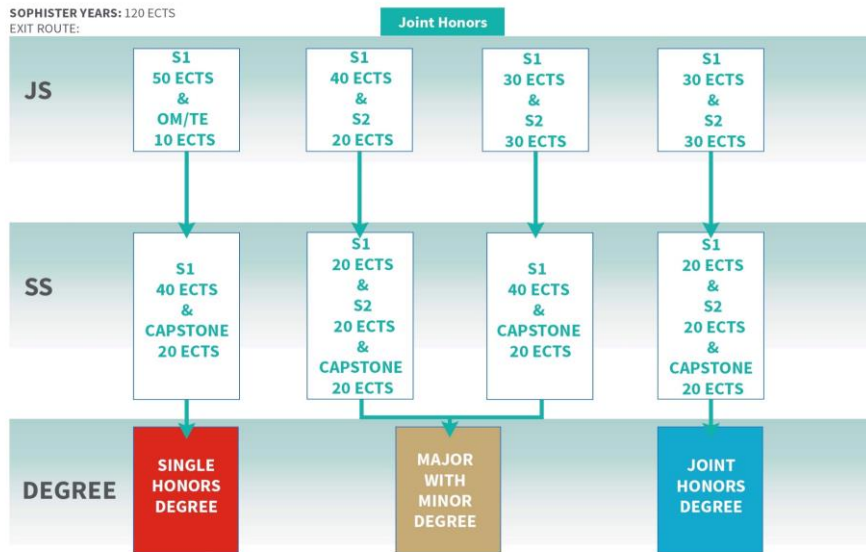 SOPHISTER YEARS: 120 ECTS
EXIT ROUTE:
Joint Honors
JS
S1
50 ECTS
&
OM/TE
10 ECTS
S1
40 ECTS
&
S2
20 ECTS
S1
30 ECTS
&
S2
30 ECTS
S1
30 ECTS
&
S2
30 ECTS
SS
S1
40 ECTS
&
CAPSTONE
20 ECTS
S1
20 ECTS
&
S2
20 ECTS
&
CAPSTONE
20 ECTS
S1
40 ECTS
&
CAPSTONE
20 ECTS
S1
20 ECTS
&
S2
20 ECTS
&
CAPSTONE
20 ECTS
DEGREE
SINGLE
HONORS
DEGREE
MAJOR
WITH
MINOR
DEGREE
JOINT
HONORS
DEGREE